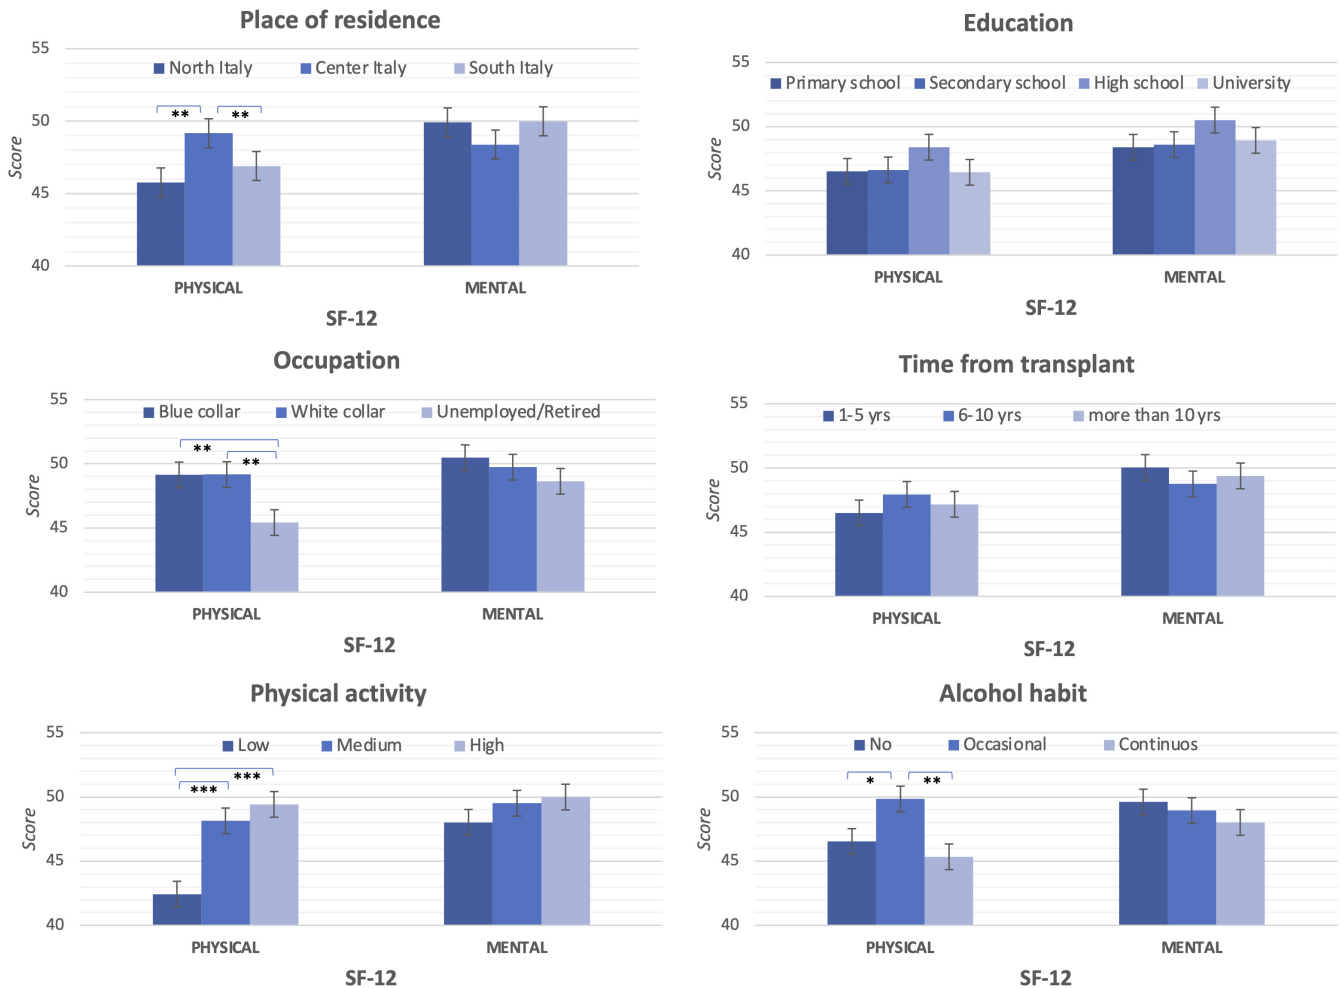 Place of residence
55
North Italy Center Italy South Italy
** **
50
Score
45
40
PHYSICAL MENTAL
SF-12
Education
55
Primary school Secondary school High school University
50
Score
45
40
PHYSICAL MENTAL
SF-12
Occupation
55
Blue collar White collar Unemployed/Retired
**
**
50
Score
45
40
PHYSICAL MENTAL
SF-12
Time from transplant
55
1-5 yrs 6-10 yrs more than 10 yrs
50
Score
45
40
PHYSICAL MENTAL
SF-12
Physical activity
55
Low Medium High
***
***
50
Score
45
40
PHYSICAL MENTAL
SF-12
Alcohol habit
55
No Occasional Continuos
* **
50
Score
45
40
PHYSICAL MENTAL
SF-12